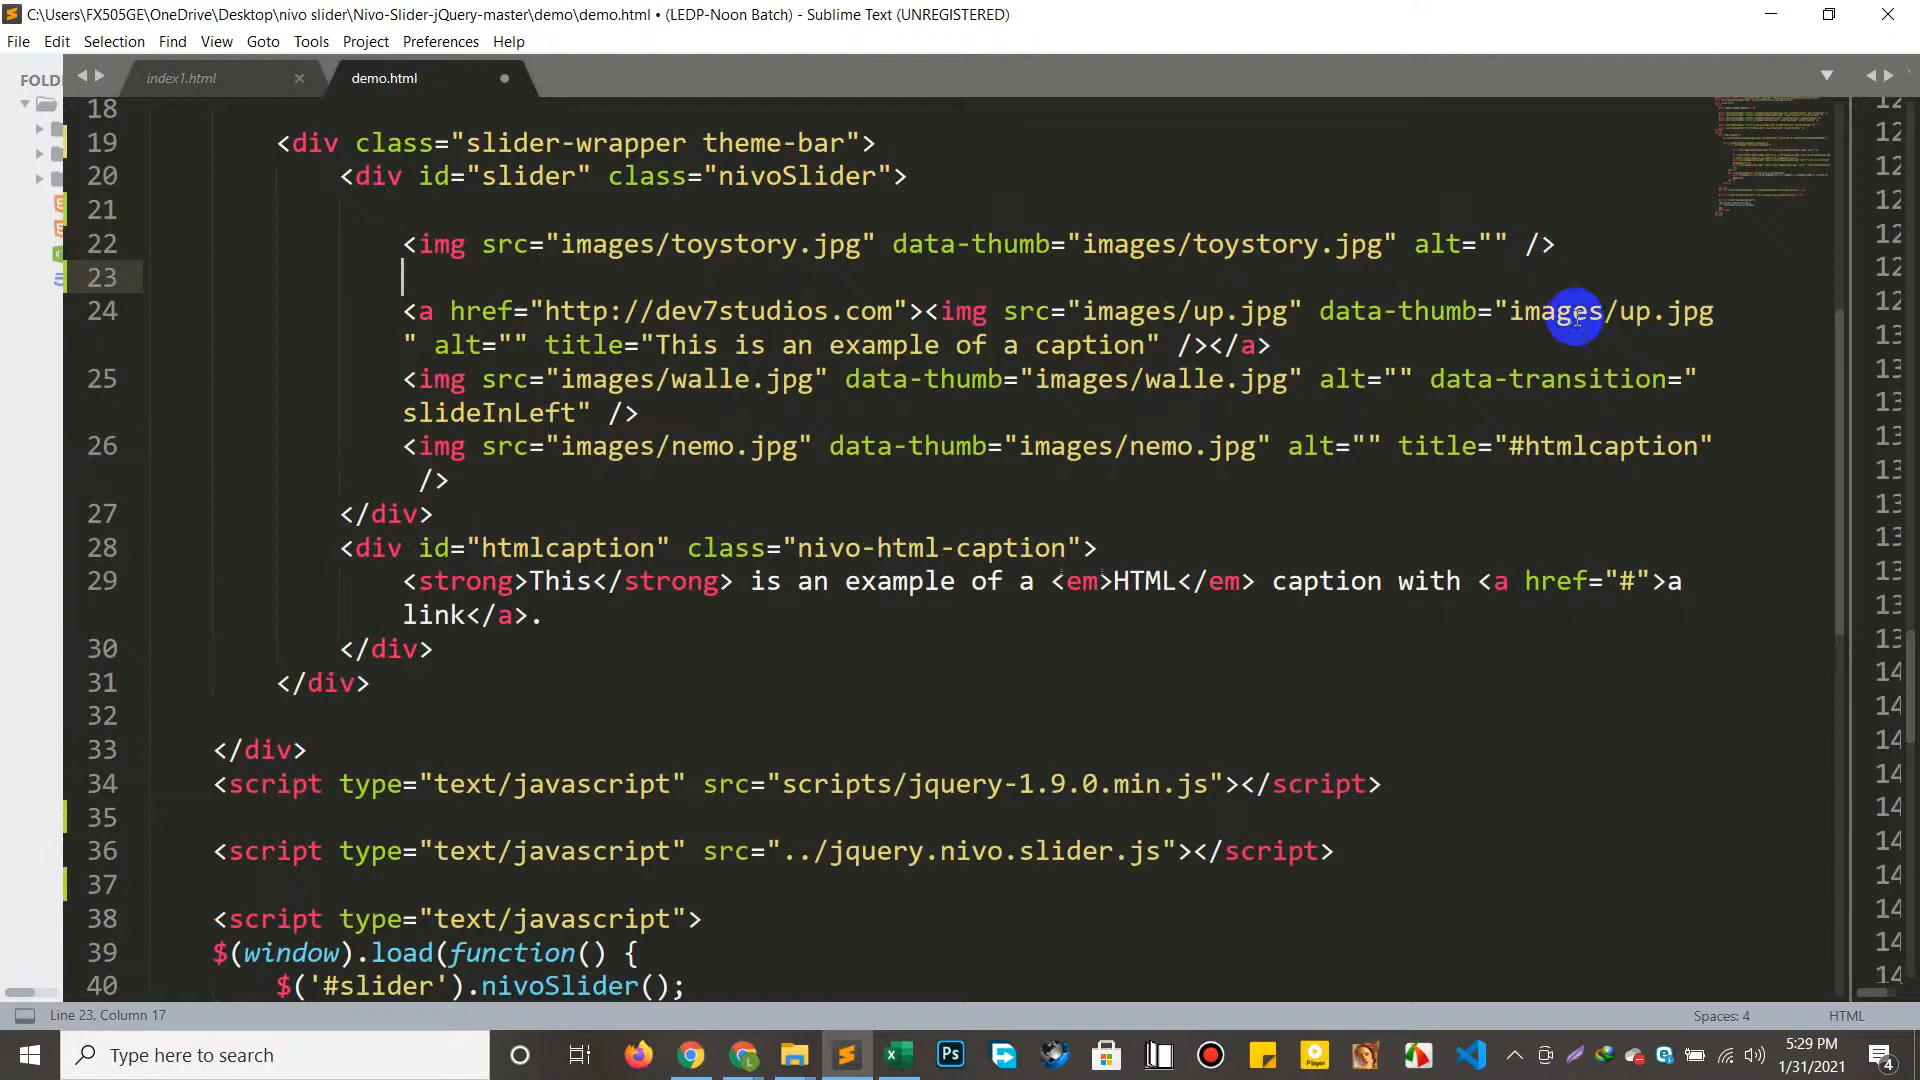 C:\Users\FX505GE\OneDrive\Desktop\nivo slider\Nivo-Slider-jQuery-master\demo\demo.html • (LEDP-Noon Batch) - Sublime Text (UNREGISTERED)
File Edit Selection Find View Goto Tools Project Preferences Help
FOLD
index1.html
demo.html
18
19 <div class="slider-wrapper theme-bar">
20 <div id="slider" class="nivoSlider">
21
22 <img src="images/toystory.jpg" data-thumb="images/toystory.jpg" alt="" />
23
24 <a href="http://dev7studios.com"><img src="images/up.jpg" data-thumb="images/up.jpg
" alt="" title="This is an example of a caption" /></a>
25 <img src="images/walle.jpg" data-thumb="images/walle.jpg" alt="" data-transition="
slideInLeft" />
26 <img src="images/nemo.jpg" data-thumb="images/nemo.jpg" alt="" title="#htmlcaption"
/>
27 </div>
28 <div id="htmlcaption" class="nivo-html-caption">
29 <strong>This</strong> is an example of a <em>HTML</em> caption with <a href="#">a
link</a>.
30 </div>
31 </div>
32
33 </div>
34 <script type="text/javascript" src="scripts/jquery-1.9.0.min.js"></script>
35
36 <script type="text/javascript" src="../jquery.nivo.slider.js"></script>
37
38 <script type="text/javascript">
39 $(window).load(function() {
40 $('#slider').nivoSlider();
Line 23, Column 17
Spaces: 4
HTML
Type here to search
Ps
Player
5:29 PM
1/31/2021
4